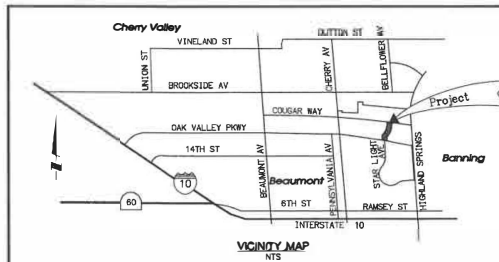 Cherry Valley
DUTTON ST
VINELAND ST
UNION ST
CHERRY AV
BELLFLOWER AV
BROOKSIDE AV
COUGAR WAY
Project
OAK VALLEY PKWY
14TH ST
BEAUMONT AV
STAR LIGHT AVE
HIGHLAND SPRINGS
Banning
10
Beaumont
PENNSYLVANIA AV
60
6TH ST
RAMSEY ST
INTERSTATE 10
VICINITY MAP
NTS